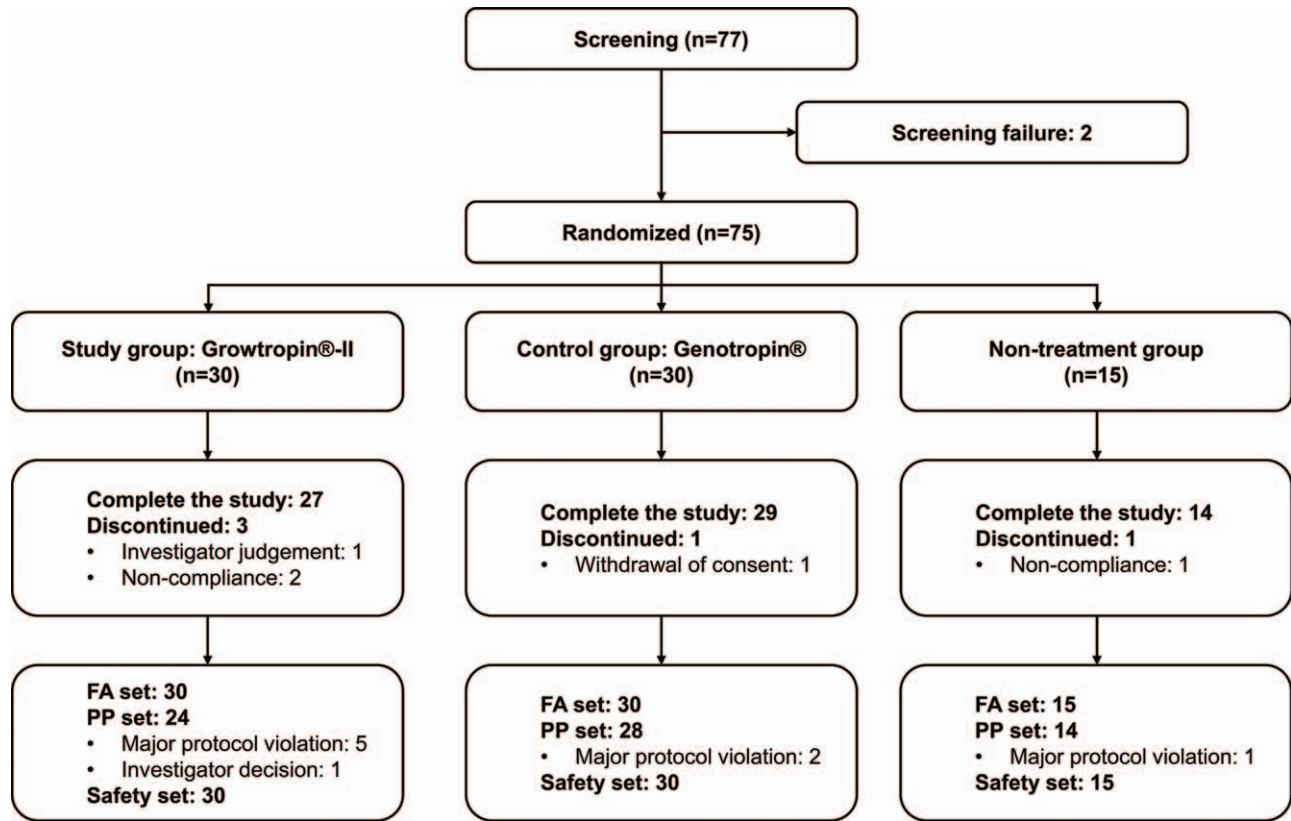 Screening (n=77)
Screening failure: 2
Randomized (n=75)
Study group: Growtropin®-II
(n=30)
Control group: Genotropin®
(n=30)
Non-treatment group
(n=15)
Complete the study: 27
Discontinued: 3
• Investigator judgement: 1
• Non-compliance: 2
Complete the study: 29
Discontinued: 1
• Withdrawal of consent: 1
Complete the study: 14
Discontinued: 1
• Non-compliance: 1
FA set: 30
PP set: 24
• Major protocol violation: 5
• Investigator decision: 1
Safety set: 30
FA set: 30
PP set: 28
• Major protocol violation: 2
Safety set: 30
FA set: 15
PP set: 14
• Major protocol violation: 1
Safety set: 15